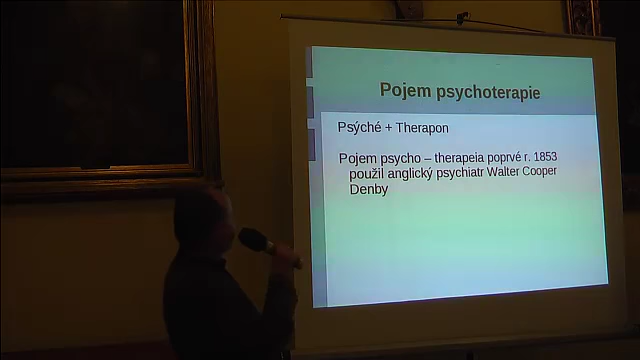 Pojem psychoterapie
Psýché + Therapon
Pojem psycho – therapeia poprvé r. 1853
použil anglický psychiatr Walter Cooper
Denby